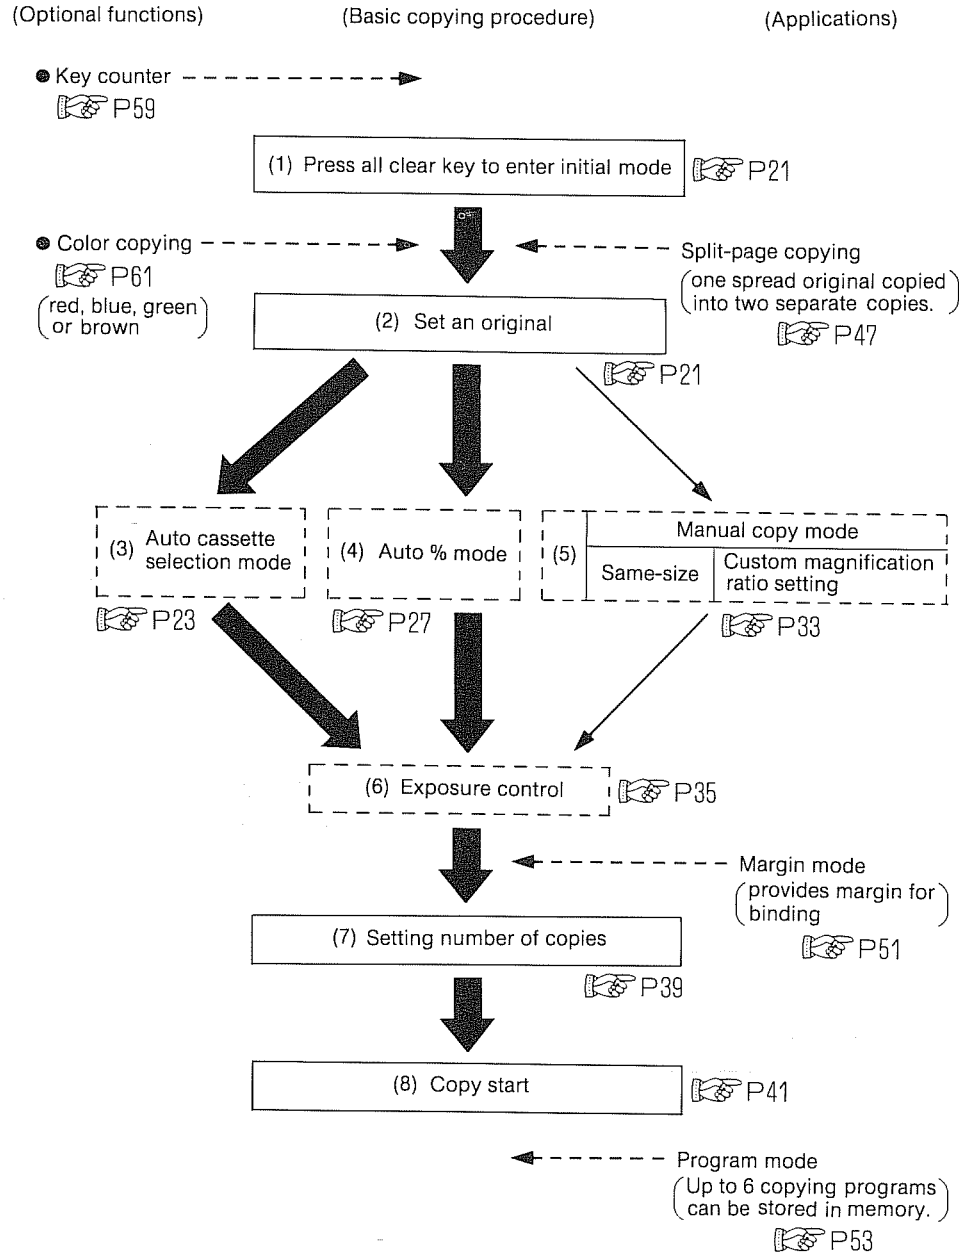 (Optional functions) (Basic copying procedure) (Applications)
● Key counter
P59
(1) Press all clear key to enter initial mode
P21
● Color copying
P61
(red, blue, green
or brown)
Split-page copying
(one spread original copied
into two separate copies.)
P47
(2) Set an original
P21
(3) Auto cassette
selection mode
P23
(4) Auto % mode
P27
(5) Manual copy mode
Same-size
Custom magnification
ratio setting
P33
(6) Exposure control
P35
Margin mode
(provides margin for
binding)
P51
(7) Setting number of copies
P39
(8) Copy start
P41
Program mode
(Up to 6 copying programs
can be stored in memory.)
P53